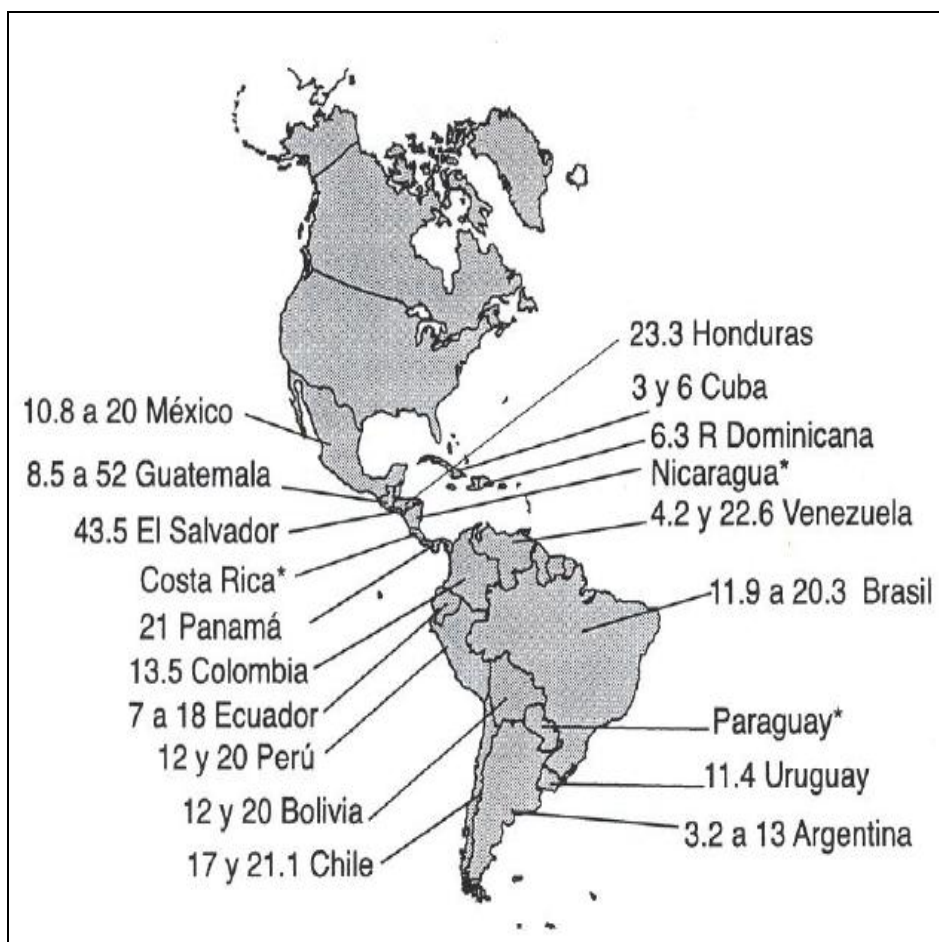 23.3 Honduras
3 y 6 Cuba
10.8 a 20 México
6.3 R Dominicana
8.5 a 52 Guatemala
Nicaragua*
43.5 El Salvador
4.2 y 22.6 Venezuela
Costa Rica*
11.9 a 20.3 Brasil
21 Panamá
13.5 Colombia
7 a 18 Ecuador
Paraguay*
12 y 20 Perú
11.4 Uruguay
12 y 20 Bolivia
3.2 a 13 Argentina
17 y 21.1 Chile